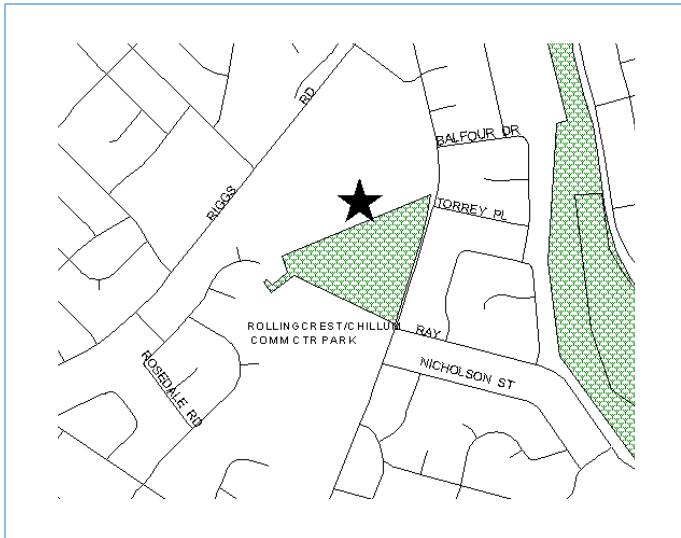 RD
BALFOUR DR
RIGGS
TORREY PL
ROLLINGCREST/CHILLUM
COMM CTR PARK
RAY
NICHOLSON ST
ROSEDALE RD